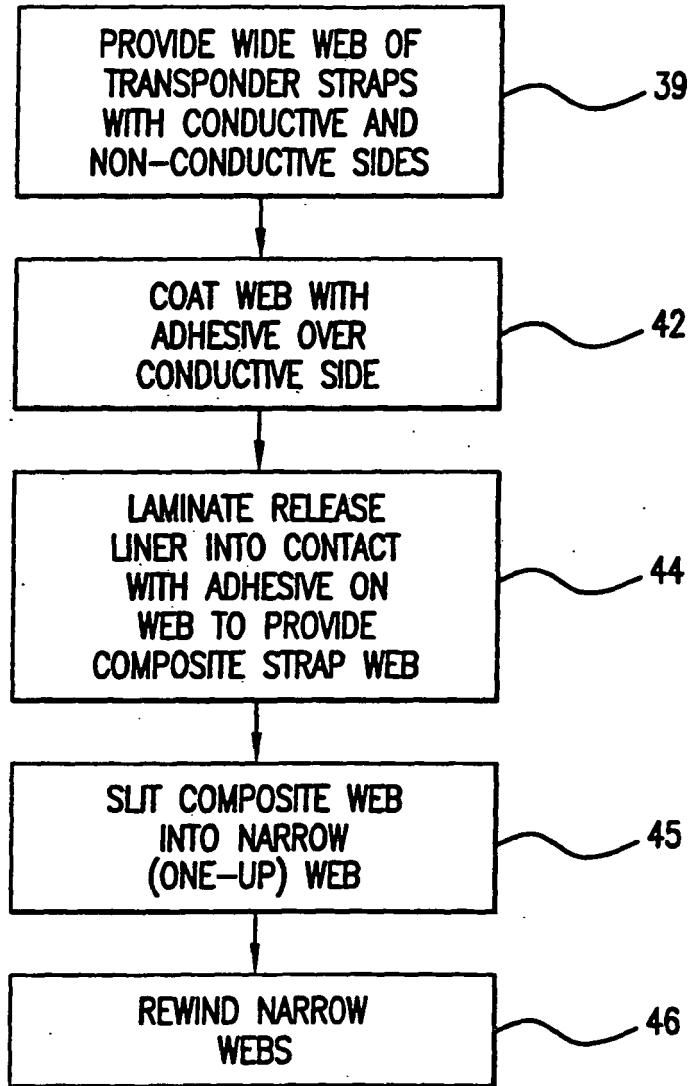 PROVIDE WIDE WEB OF
TRANSPONDER STRAPS
WITH CONDUCTIVE AND
NON-CONDUCTIVE SIDES
39
COAT WEB WITH
ADHESIVE OVER
CONDUCTIVE SIDE
42
LAMINATE RELEASE
LINER INTO CONTACT
WITH ADHESIVE ON
WEB TO PROVIDE
COMPOSITE STRAP WEB
44
SLIT COMPOSITE WEB
INTO NARROW
(ONE-UP) WEB
45
REWIND NARROW
WEBS
46